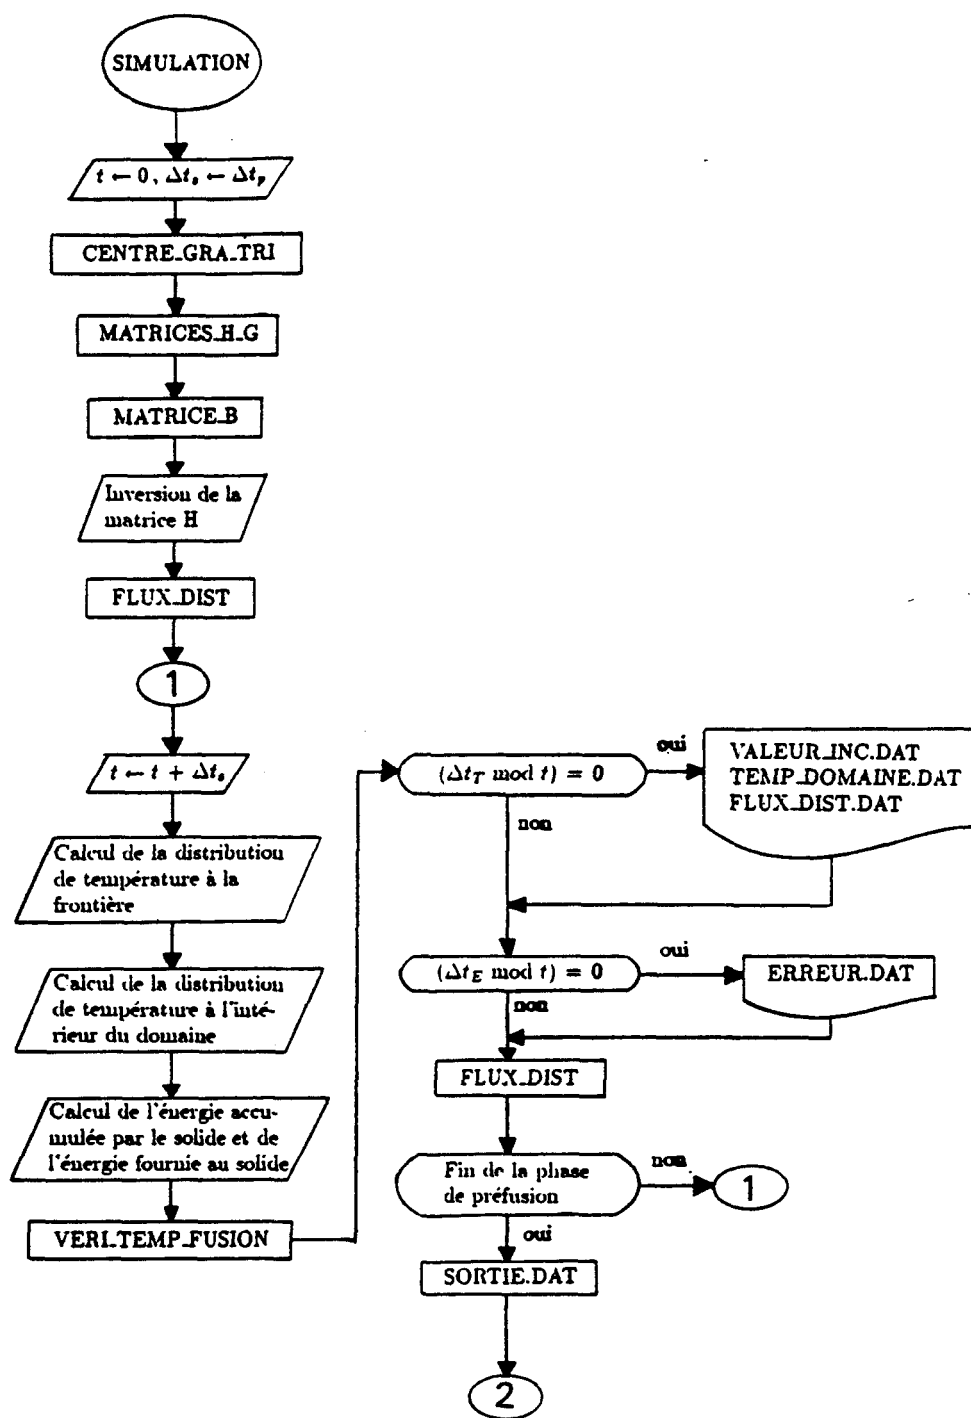 SIMULATION
t ← 0, Δtₛ ← Δtₚ
CENTRE_GRA_TRI
MATRICES_H_G
MATRICE_B
Inversion de la
matrice H
FLUX_DIST
1
t ← t + Δtₛ
Calcul de la distribution
de température à la
frontière
Calcul de la distribution
de température à l'inté-
rieur du domaine
Calcul de l'énergie accu-
mulée par le solide et de
l'énergie fournie au solide
VERI_TEMP_FUSION
(Δt_T mod t) = 0
oui
VALEUR_INC.DAT
TEMP_DOMAINE.DAT
FLUX_DIST.DAT
non
(Δt_E mod t) = 0
oui
ERREUR.DAT
non
FLUX_DIST
Fin de la phase
de préfusion
non
1
oui
SORTIE.DAT
2